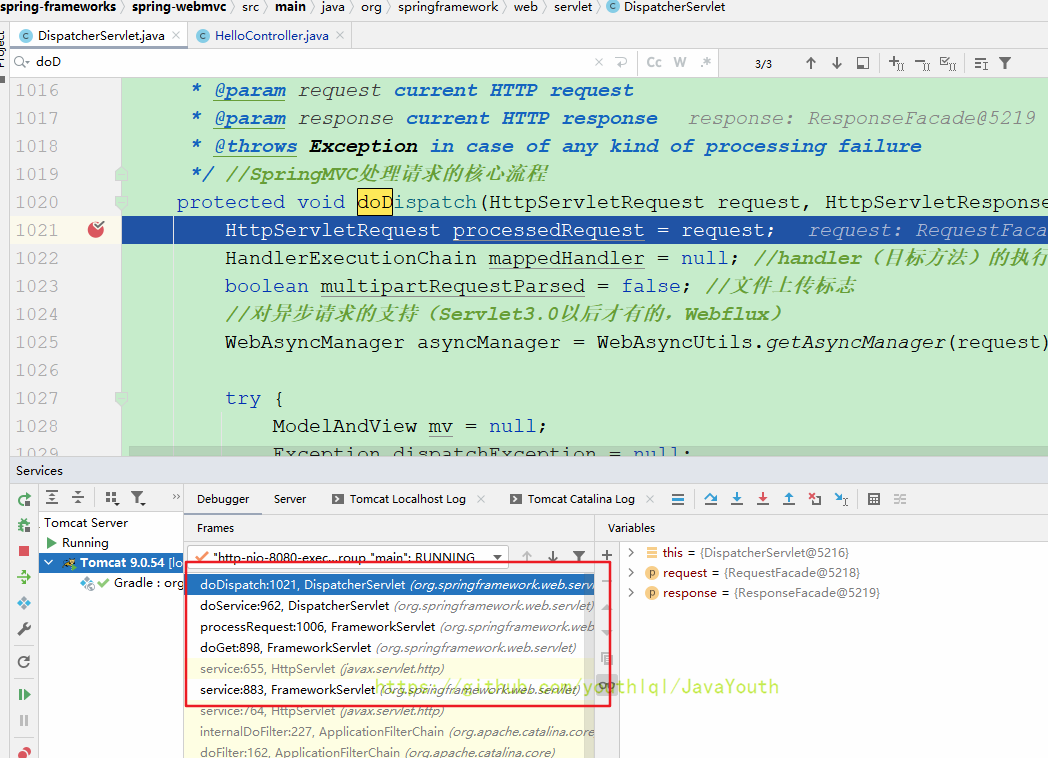 spring-frameworks spring-webmvc src main java org springframework web servlet DispatcherServlet
DispatcherServlet.java HelloController.java
Project
doD Cc W .* 3/3
1016 * @param request current HTTP request
1017 * @param response current HTTP response response: ResponseFacade@5219
1018 * @throws Exception in case of any kind of processing failure
1019 */ //SpringMVC处理请求的核心流程
1020 protected void doDispatch(HttpServletRequest request, HttpServletResponse
1021 HttpServletRequest processedRequest = request; request: RequestFaca
1022 HandlerExecutionChain mappedHandler = null; //handler（目标方法）的执行
1023 boolean multipartRequestParsed = false; //文件上传标志
1024 //对异步请求的支持（Servlet3.0以后才有的，Webflux）
1025 WebAsyncManager asyncManager = WebAsyncUtils.getAsyncManager(request)
1026
1027 try {
1028 ModelAndView mv = null;
1029 Exception dispatchException = null;
Services
Debugger Server Tomcat Localhost Log Tomcat Catalina Log
Tomcat Server
Running
Tomcat 9.0.54 [lo
Gradle : org
Frames
"http-nio-8080-exec...roup "main": RUNNING
doDispatch:1021, DispatcherServlet (org.springframework.web.servl
doService:962, DispatcherServlet (org.springframework.web.servlet)
processRequest:1006, FrameworkServlet (org.springframework.web
doGet:898, FrameworkServlet (org.springframework.web.servlet)
service:655, HttpServlet (javax.servlet.http)
service:883, FrameworkServlet (org.springframework.web.servlet)
service:764, HttpServlet (javax.servlet.http)
internalDoFilter:227, ApplicationFilterChain (org.apache.catalina.core
doFilter:162, ApplicationFilterChain (org.apache.catalina.core)
Variables
this = {DispatcherServlet@5216}
request = {RequestFacade@5218}
response = {ResponseFacade@5219}
https://github.com/youthlql/JavaYouth